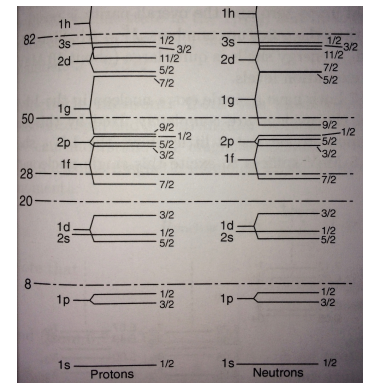 1h 1h
82
3s 1/2 3s 1/2
3/2 3/2
2d 11/2 2d 11/2
5/2 7/2
7/2 5/2
1g 1g
50 9/2 9/2
1/2 1/2
2p 5/2 2p 5/2
3/2 3/2
1f 1f
28
7/2 7/2
20
3/2 3/2
1d 1d
2s 1/2 2s 1/2
5/2 5/2
8
1/2 1/2
1p 3/2 1p 3/2
1s 1/2 1s 1/2
Protons Neutrons